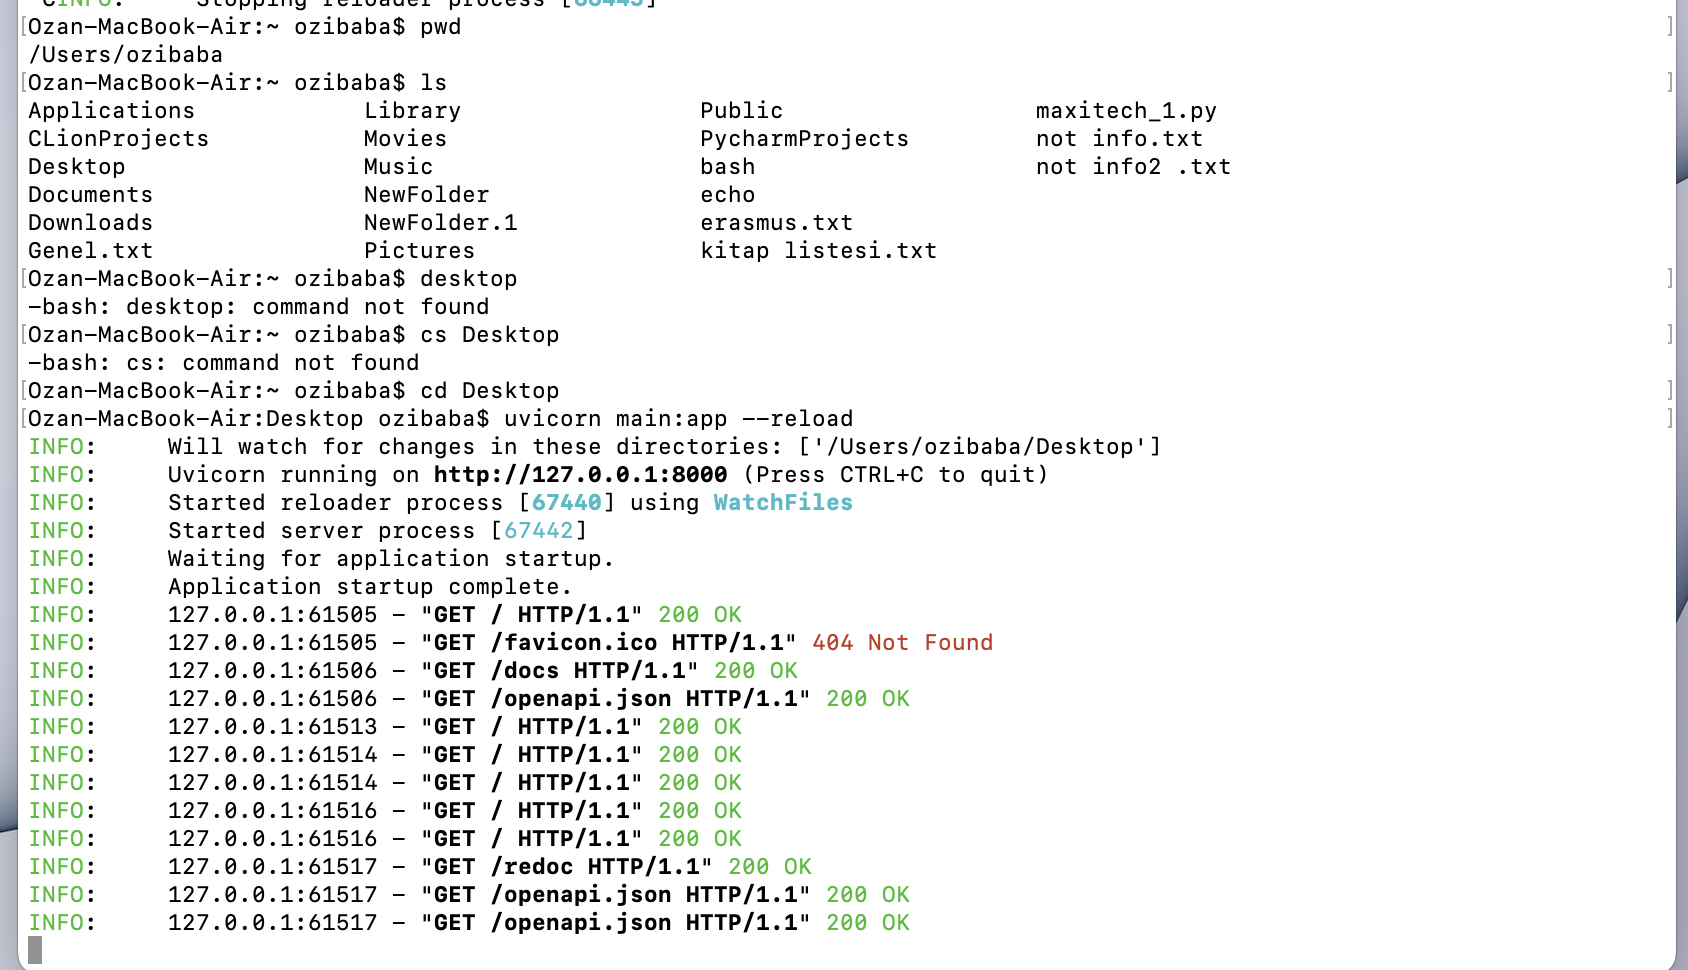 CINFO: Stopping reloader process [66445]
[Ozan-MacBook-Air:~ ozibaba$ pwd ]
/Users/ozibaba
[Ozan-MacBook-Air:~ ozibaba$ ls ]
Applications Library Public maxitech_1.py
CLionProjects Movies PycharmProjects not info.txt
Desktop Music bash not info2 .txt
Documents NewFolder echo
Downloads NewFolder.1 erasmus.txt
Genel.txt Pictures kitap listesi.txt
[Ozan-MacBook-Air:~ ozibaba$ desktop ]
-bash: desktop: command not found
[Ozan-MacBook-Air:~ ozibaba$ cs Desktop ]
-bash: cs: command not found
[Ozan-MacBook-Air:~ ozibaba$ cd Desktop ]
[Ozan-MacBook-Air:Desktop ozibaba$ uvicorn main:app --reload ]
INFO: Will watch for changes in these directories: ['/Users/ozibaba/Desktop']
INFO: Uvicorn running on http://127.0.0.1:8000 (Press CTRL+C to quit)
INFO: Started reloader process [67440] using WatchFiles
INFO: Started server process [67442]
INFO: Waiting for application startup.
INFO: Application startup complete.
INFO: 127.0.0.1:61505 - "GET / HTTP/1.1" 200 OK
INFO: 127.0.0.1:61505 - "GET /favicon.ico HTTP/1.1" 404 Not Found
INFO: 127.0.0.1:61506 - "GET /docs HTTP/1.1" 200 OK
INFO: 127.0.0.1:61506 - "GET /openapi.json HTTP/1.1" 200 OK
INFO: 127.0.0.1:61513 - "GET / HTTP/1.1" 200 OK
INFO: 127.0.0.1:61514 - "GET / HTTP/1.1" 200 OK
INFO: 127.0.0.1:61514 - "GET / HTTP/1.1" 200 OK
INFO: 127.0.0.1:61516 - "GET / HTTP/1.1" 200 OK
INFO: 127.0.0.1:61516 - "GET / HTTP/1.1" 200 OK
INFO: 127.0.0.1:61517 - "GET /redoc HTTP/1.1" 200 OK
INFO: 127.0.0.1:61517 - "GET /openapi.json HTTP/1.1" 200 OK
INFO: 127.0.0.1:61517 - "GET /openapi.json HTTP/1.1" 200 OK